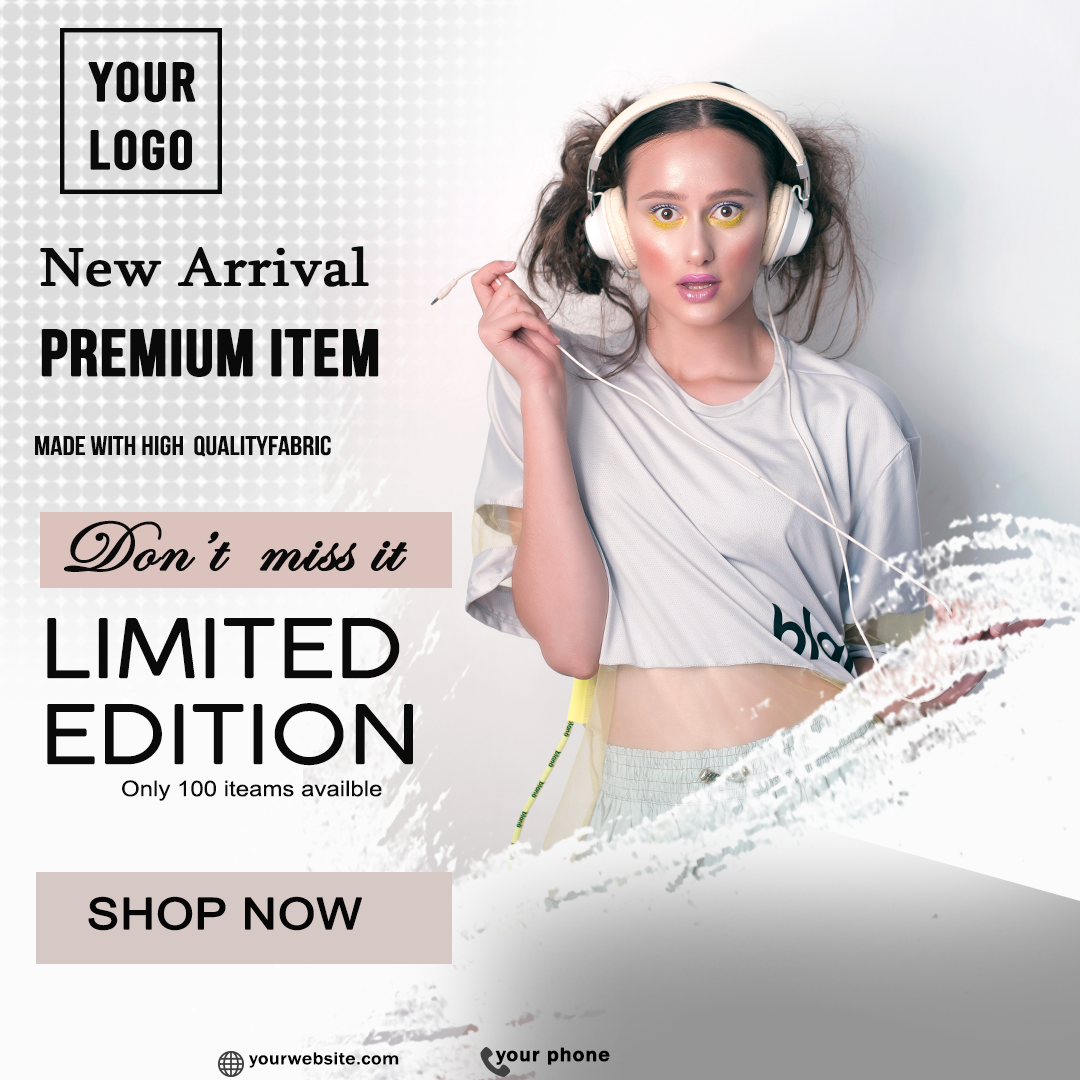 YOUR
LOGO
New Arrival
PREMIUM ITEM
MADE WITH HIGH QUALITYFABRIC
Don't miss it
LIMITED
EDITION
Only 100 iteams availble
SHOP NOW
yourwebsite.com
your phone